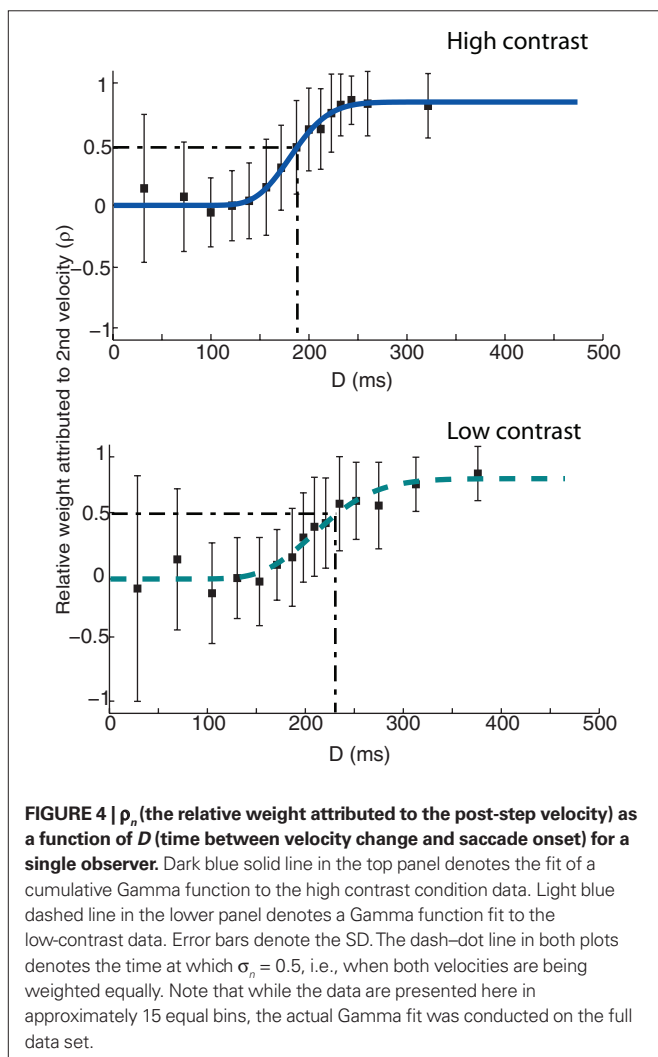 High contrast
1
0.5
0
−0.5
−1
0 100 200 300 400 500
D (ms)
Relative weight attributed to 2nd velocity (ρ)
Low contrast
1
0.5
0
−0.5
−1
0 100 200 300 400 500
D (ms)
FIGURE 4 | ρn (the relative weight attributed to the post-step velocity) as
a function of D (time between velocity change and saccade onset) for a
single observer. Dark blue solid line in the top panel denotes the fit of a
cumulative Gamma function to the high contrast condition data. Light blue
dashed line in the lower panel denotes a Gamma function fit to the
low-contrast data. Error bars denote the SD. The dash–dot line in both plots
denotes the time at which σn = 0.5, i.e., when both velocities are being
weighted equally. Note that while the data are presented here in
approximately 15 equal bins, the actual Gamma fit was conducted on the full
data set.